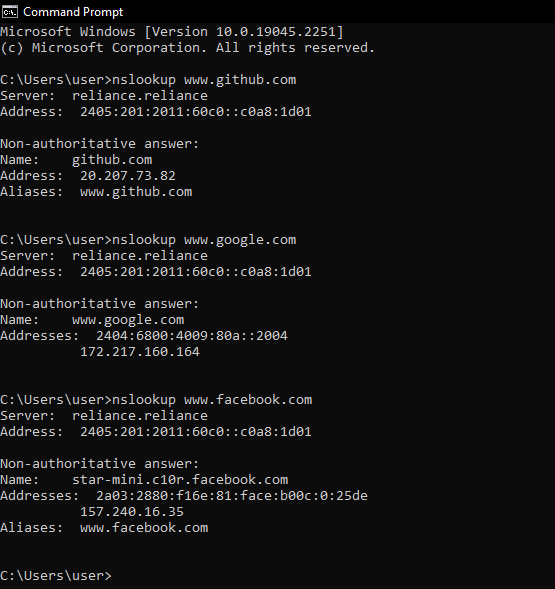 Command Prompt
Microsoft Windows [Version 10.0.19045.2251]
(c) Microsoft Corporation. All rights reserved.
C:\Users\user>nslookup www.github.com
Server:  reliance.reliance
Address:  2405:201:2011:60c0::c0a8:1d01
Non-authoritative answer:
Name:    github.com
Address:  20.207.73.82
Aliases:  www.github.com
C:\Users\user>nslookup www.google.com
Server:  reliance.reliance
Address:  2405:201:2011:60c0::c0a8:1d01
Non-authoritative answer:
Name:    www.google.com
Addresses:  2404:6800:4009:80a::2004
172.217.160.164
C:\Users\user>nslookup www.facebook.com
Server:  reliance.reliance
Address:  2405:201:2011:60c0::c0a8:1d01
Non-authoritative answer:
Name:    star-mini.c10r.facebook.com
Addresses:  2a03:2880:f16e:81:face:b00c:0:25de
157.240.16.35
Aliases:  www.facebook.com
C:\Users\user>